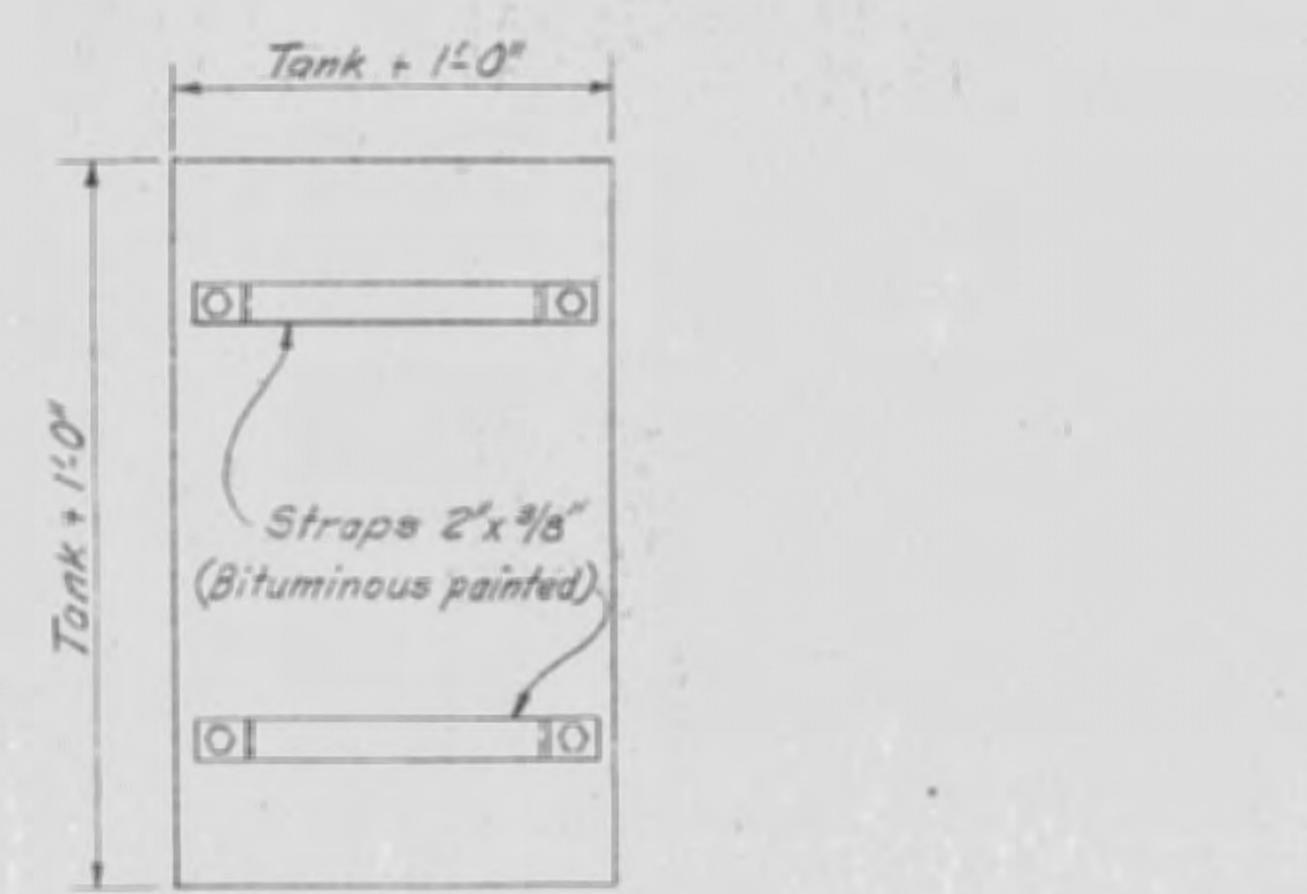 Tank + 1'-0"
Tank + 1'-0"
Straps 2"x 3/8"
(Bituminous painted)